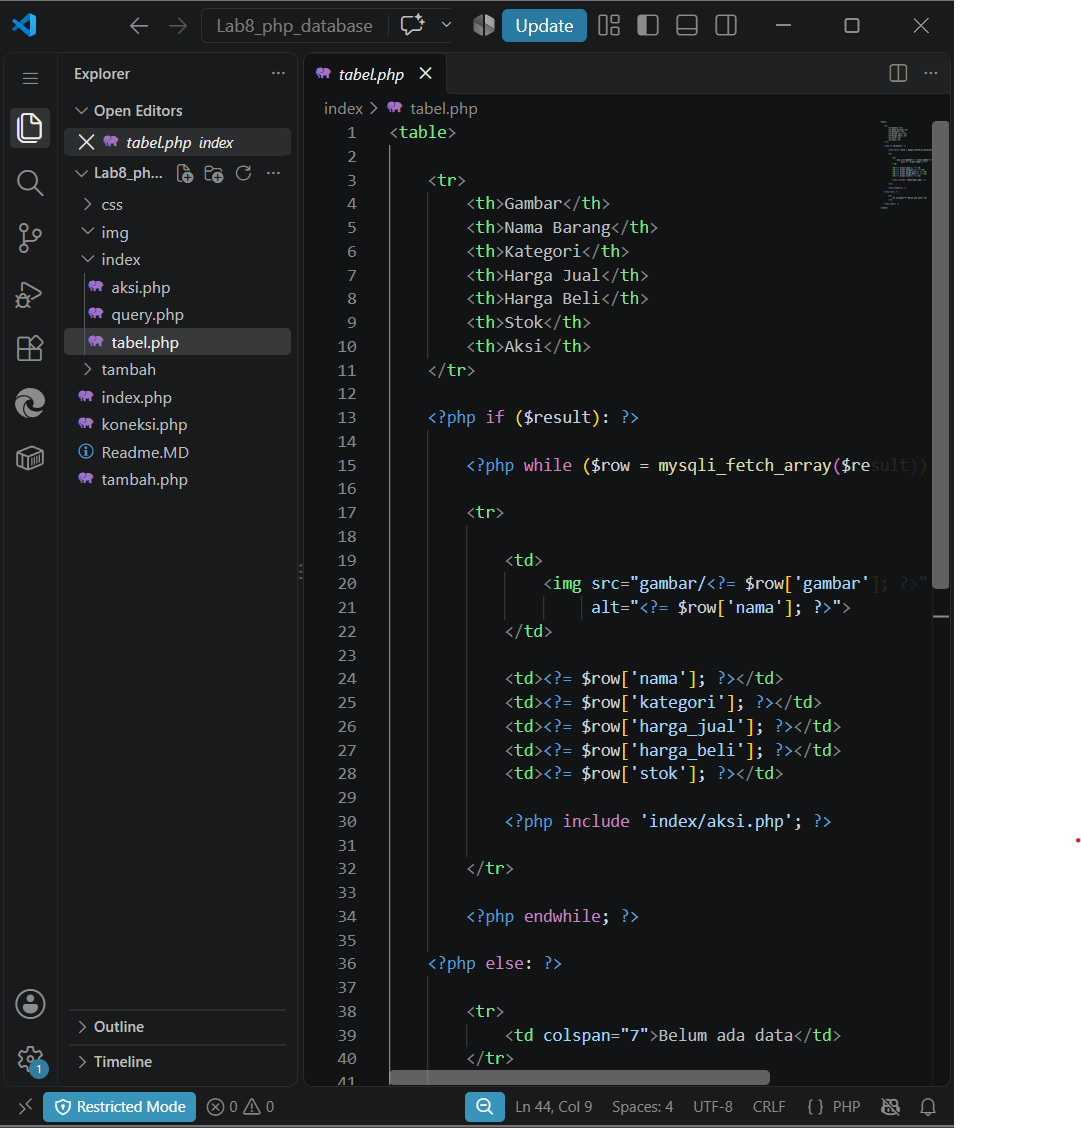 Lab8_php_database
Update
Explorer
Open Editors
tabel.php index
Lab8_ph...
css
img
index
aksi.php
query.php
tabel.php
tambah
index.php
koneksi.php
Readme.MD
tambah.php
Outline
Timeline
tabel.php
index > tabel.php
1 <table>
2
3 <tr>
4 <th>Gambar</th>
5 <th>Nama Barang</th>
6 <th>Kategori</th>
7 <th>Harga Jual</th>
8 <th>Harga Beli</th>
9 <th>Stok</th>
10 <th>Aksi</th>
11 </tr>
12
13 <?php if ($result): ?>
14
15 <?php while ($row = mysqli_fetch_array($result))
16
17 <tr>
18
19 <td>
20 <img src="gambar/<?= $row['gambar']; ?>"
21 alt="<?= $row['nama']; ?>">
22 </td>
23
24 <td><?= $row['nama']; ?></td>
25 <td><?= $row['kategori']; ?></td>
26 <td><?= $row['harga_jual']; ?></td>
27 <td><?= $row['harga_beli']; ?></td>
28 <td><?= $row['stok']; ?></td>
29
30 <?php include 'index/aksi.php'; ?>
31
32 </tr>
33
34 <?php endwhile; ?>
35
36 <?php else: ?>
37
38 <tr>
39 <td colspan="7">Belum ada data</td>
40 </tr>
41
1
Restricted Mode
0 0
Ln 44, Col 9
Spaces: 4
UTF-8
CRLF
{ } PHP